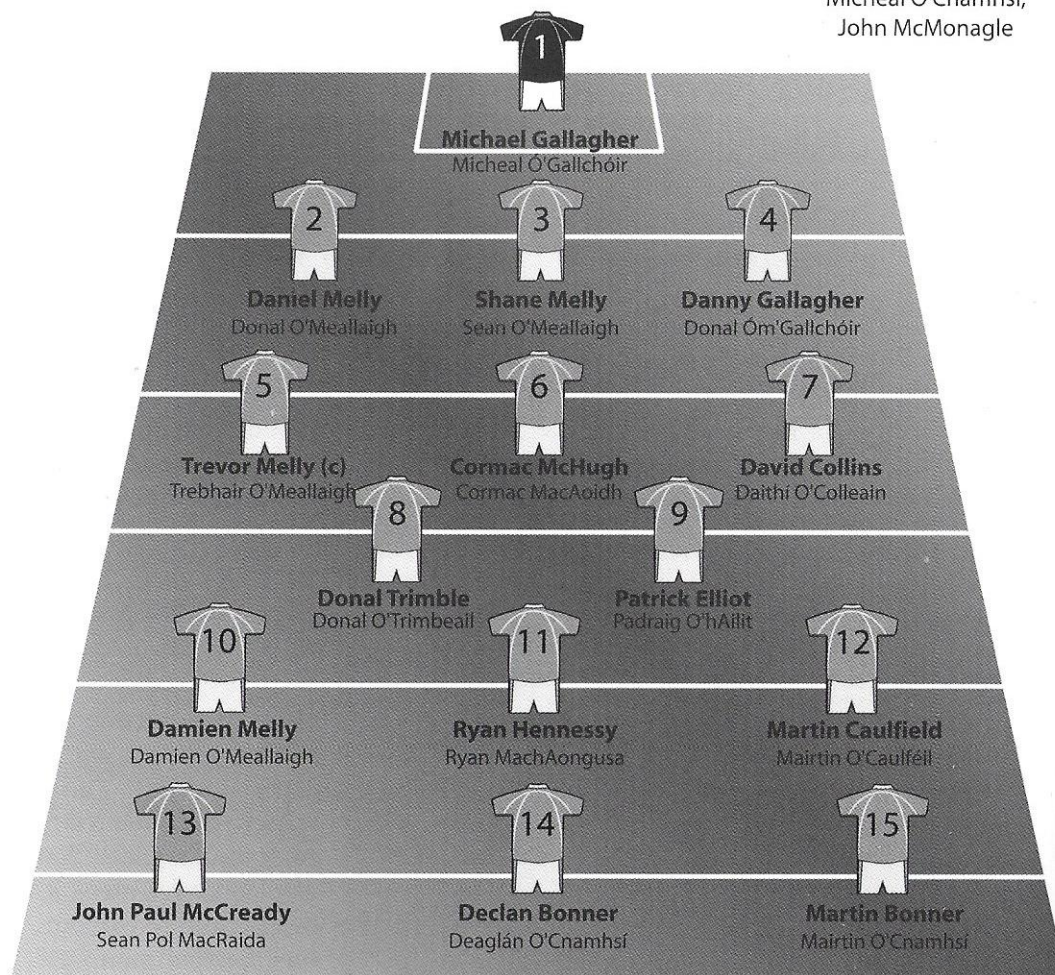 Micheal O'Cnamhsí,
John McMonagle
1
Michael Gallagher
Micheal Ó'Gallchóir
2
3
4
Daniel Melly
Donal O'Meallaigh
Shane Melly
Sean O'Meallaigh
Danny Gallagher
Donal Óm'Gallchóir
5
6
7
Trevor Melly (c)
Trebhair O'Meallaigh
Cormac McHugh
Cormac MacAoidh
David Collins
Daithí O'Colleain
8
9
Donal Trimble
Donal O'Trimbeall
Patrick Elliot
Padraig O'hAilit
10
11
12
Damien Melly
Damien O'Meallaigh
Ryan Hennessy
Ryan MachAongusa
Martin Caulfield
Mairtin O'Caulféil
13
14
15
John Paul McCready
Sean Pol MacRaida
Declan Bonner
Deaglán O'Cnamhsí
Martin Bonner
Mairtin O'Cnamhsí